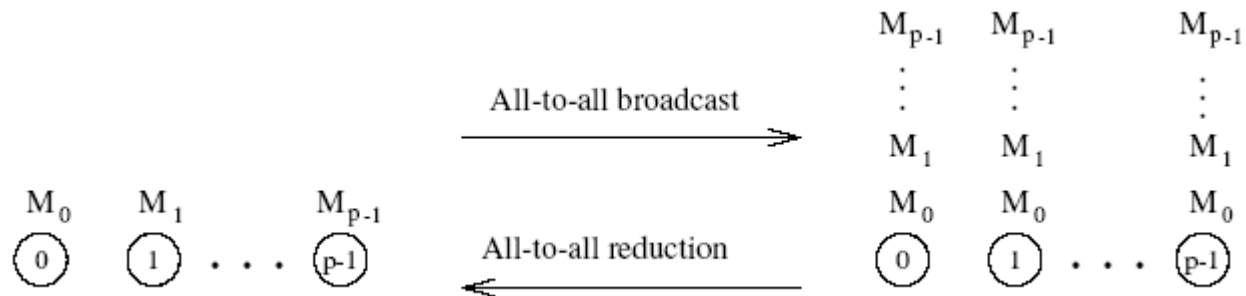 M_{p-1} M_{p-1} M_{p-1}
All-to-all broadcast
M_1 M_1 M_1
M_0 M_1 M_{p-1} M_0 M_0 M_0
All-to-all reduction
0 1 . . . p-1 0 1 . . . p-1